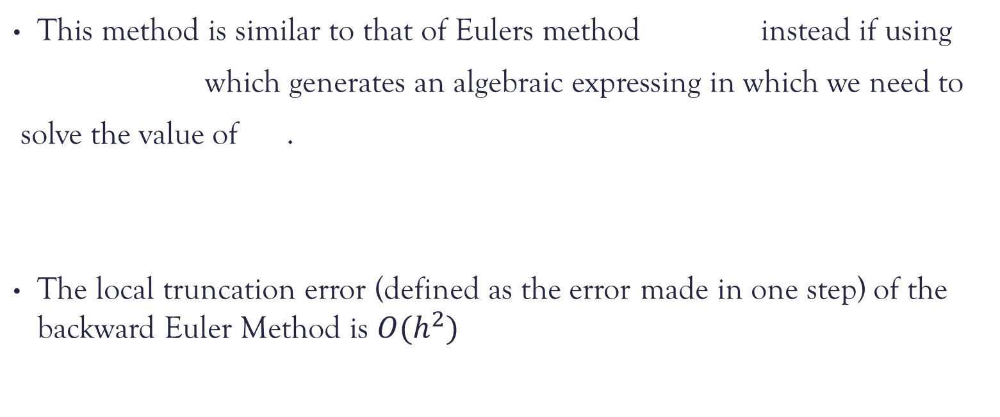 • This method is similar to that of Eulers method instead if using
which generates an algebraic expressing in which we need to
solve the value of .
• The local truncation error (defined as the error made in one step) of the
backward Euler Method is O(h²)